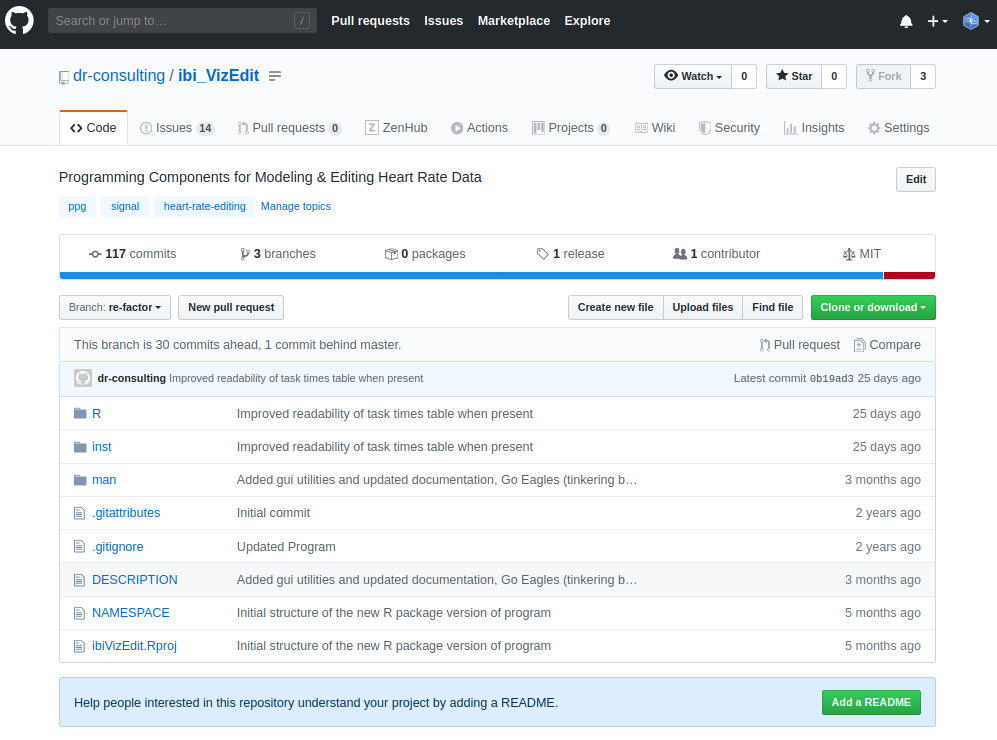 Search or jump to… /
Pull requests Issues Marketplace Explore
dr-consulting / ibi_VizEdit
Watch 0 Star 0 Fork 3
Code Issues 14 Pull requests 0 ZenHub Actions Projects 0 Wiki Security Insights Settings
Programming Components for Modeling & Editing Heart Rate Data
Edit
ppg signal heart-rate-editing Manage topics
117 commits 3 branches 0 packages 1 release 1 contributor MIT
Branch: re-factor New pull request Create new file Upload files Find file Clone or download
This branch is 30 commits ahead, 1 commit behind master. Pull request Compare
dr-consulting Improved readability of task times table when present Latest commit 0b19ad3 25 days ago
R Improved readability of task times table when present 25 days ago
inst Improved readability of task times table when present 25 days ago
man Added gui utilities and updated documentation, Go Eagles (tinkering b… 3 months ago
.gitattributes Initial commit 2 years ago
.gitignore Updated Program 2 years ago
DESCRIPTION Added gui utilities and updated documentation, Go Eagles (tinkering b… 3 months ago
NAMESPACE Initial structure of the new R package version of program 5 months ago
ibiVizEdit.Rproj Initial structure of the new R package version of program 5 months ago
Help people interested in this repository understand your project by adding a README. Add a README